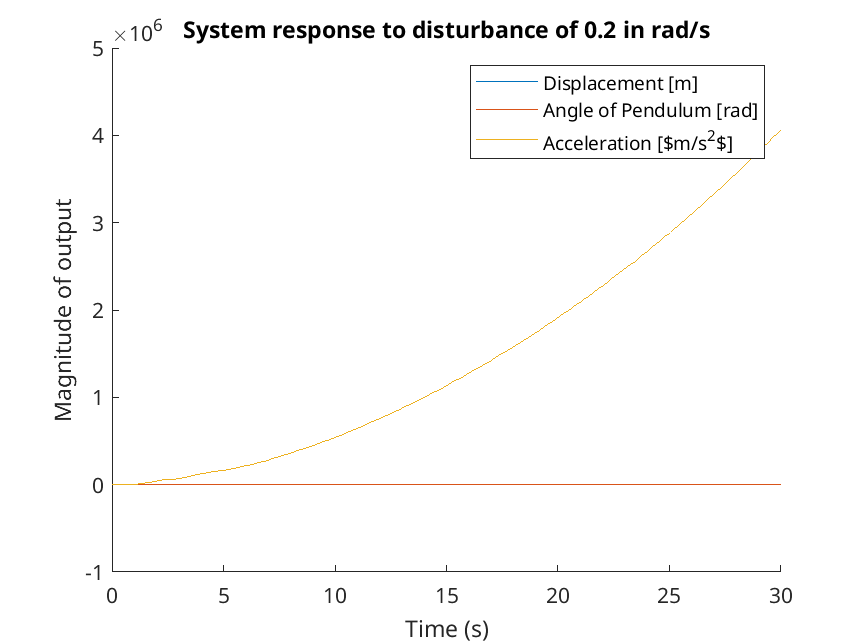 ×10^6
System response to disturbance of 0.2 in rad/s
5
4
3
2
1
0
-1
Magnitude of output
Displacement [m]
Angle of Pendulum [rad]
Acceleration [$m/s^2$]
0 5 10 15 20 25 30
Time (s)